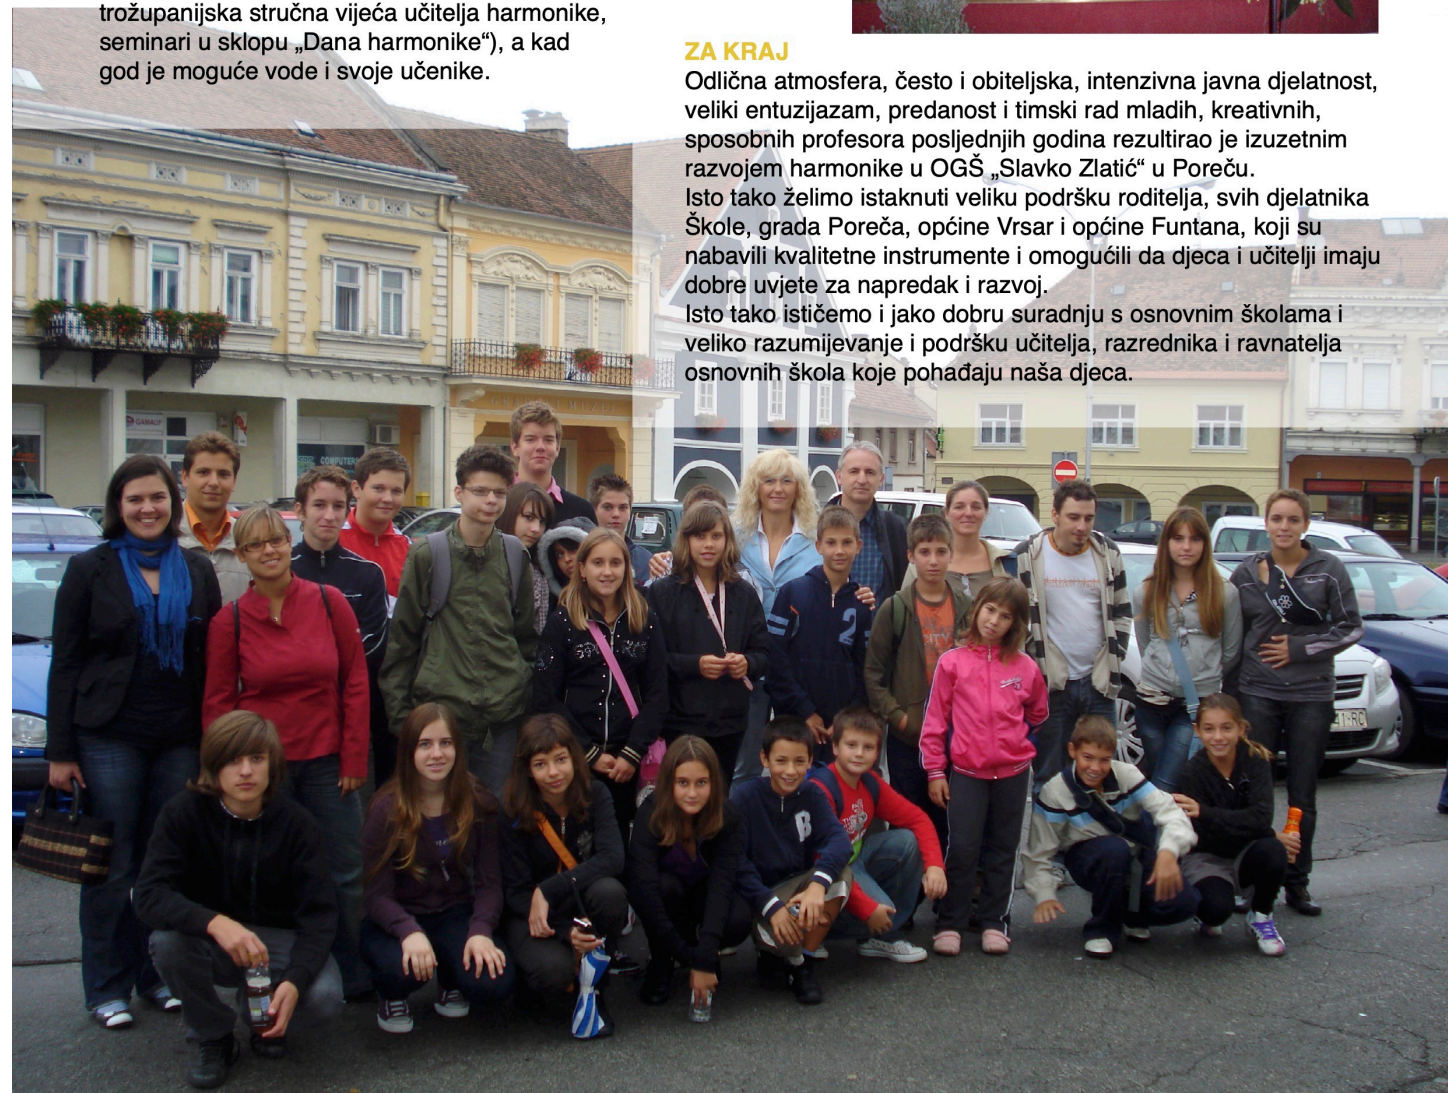 trožupanijska stručna vijeća učitelja harmonike,
seminari u sklopu „Dana harmonike“), a kad
god je moguće vode i svoje učenike.
ZA KRAJ
Odlična atmosfera, često i obiteljska, intenzivna javna djelatnost,
veliki entuzijazam, predanost i timski rad mladih, kreativnih,
sposobnih profesora posljednjih godina rezultirao je izuzetnim
razvojem harmonike u OGŠ „Slavko Zlatić“ u Poreču.
Isto tako želimo istaknuti veliku podršku roditelja, svih djelatnika
Škole, grada Poreča, općine Vrsar i općine Funtana, koji su
nabavili kvalitetne instrumente i omogućili da djeca i učitelji imaju
dobre uvjete za napredak i razvoj.
Isto tako ističemo i jako dobru suradnju s osnovnim školama i
veliko razumijevanje i podršku učitelja, razrednika i ravnatelja
osnovnih škola koje pohađaju naša djeca.
GAMAUF
COMPUTERS
CITY
2
B